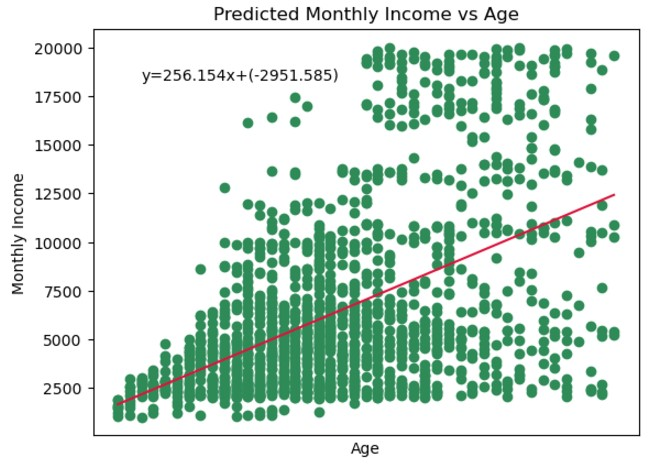 Predicted Monthly Income vs Age
20000
y=256.154x+(-2951.585)
17500
15000
12500
Monthly Income
10000
7500
5000
2500
Age